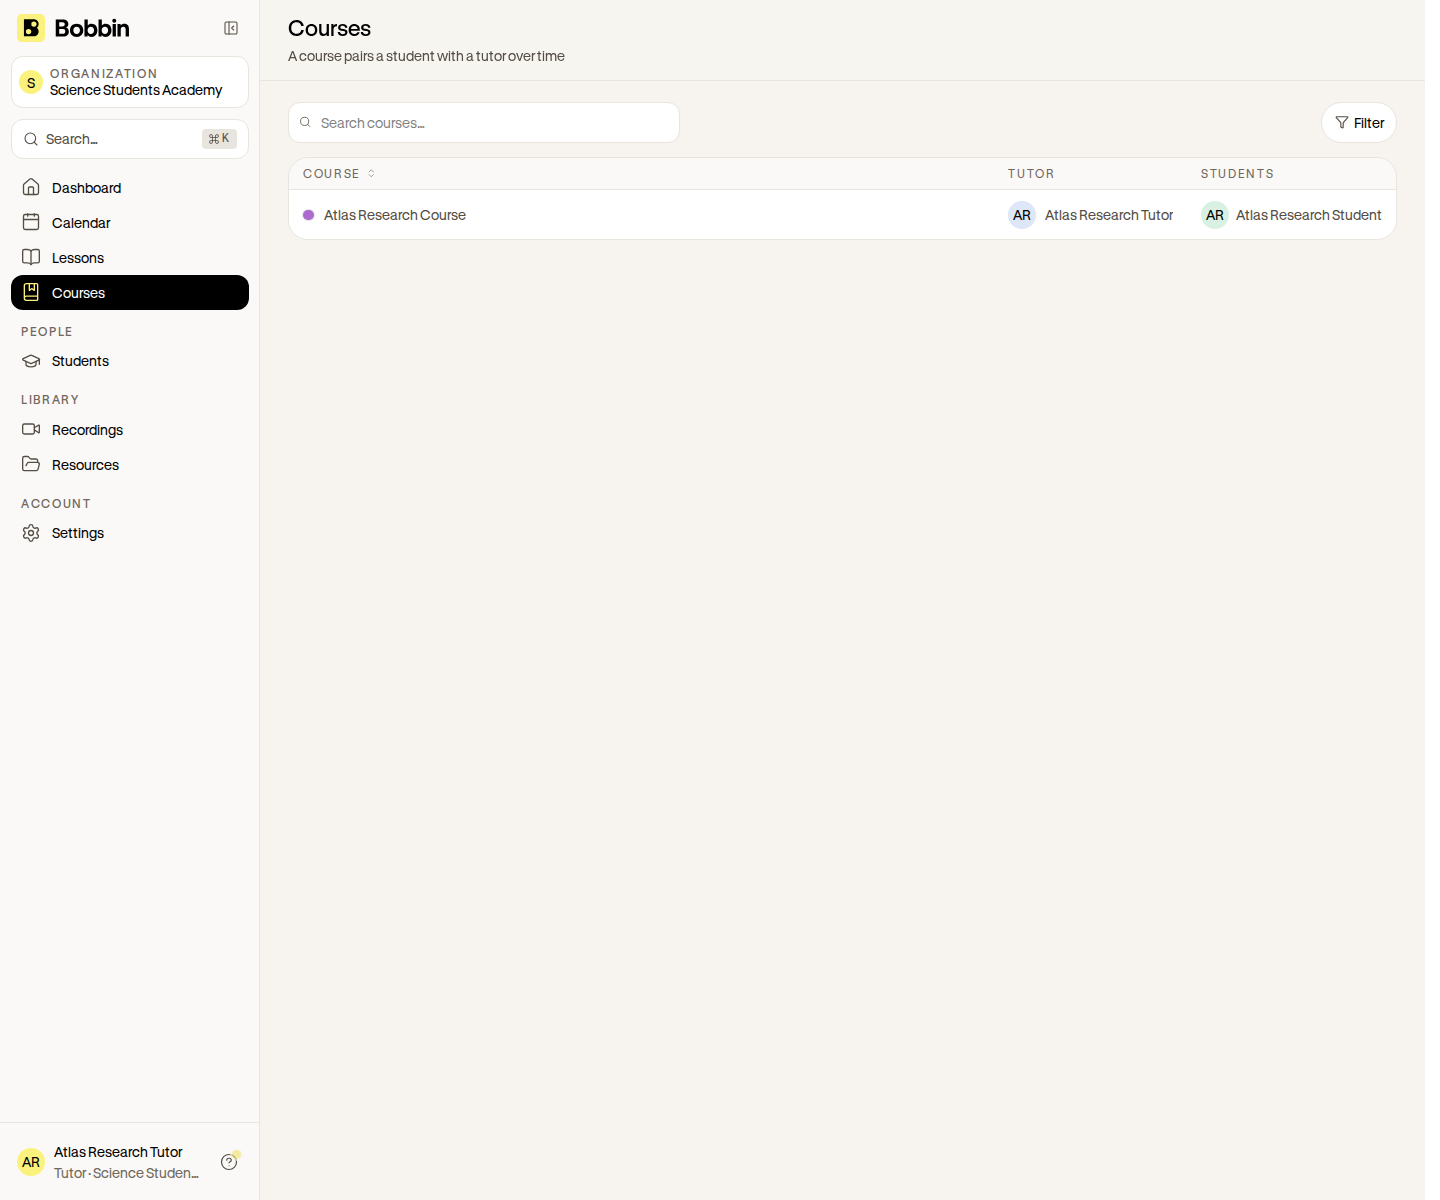 Bobbin
ORGANIZATION
S
Science Students Academy
Search...
⌘ K
Dashboard
Calendar
Lessons
Courses
PEOPLE
Students
LIBRARY
Recordings
Resources
ACCOUNT
Settings
AR
Atlas Research Tutor
Tutor · Science Studen...
Courses
A course pairs a student with a tutor over time
Search courses...
Filter
COURSE TUTOR STUDENTS
Atlas Research Course AR Atlas Research Tutor AR Atlas Research Student